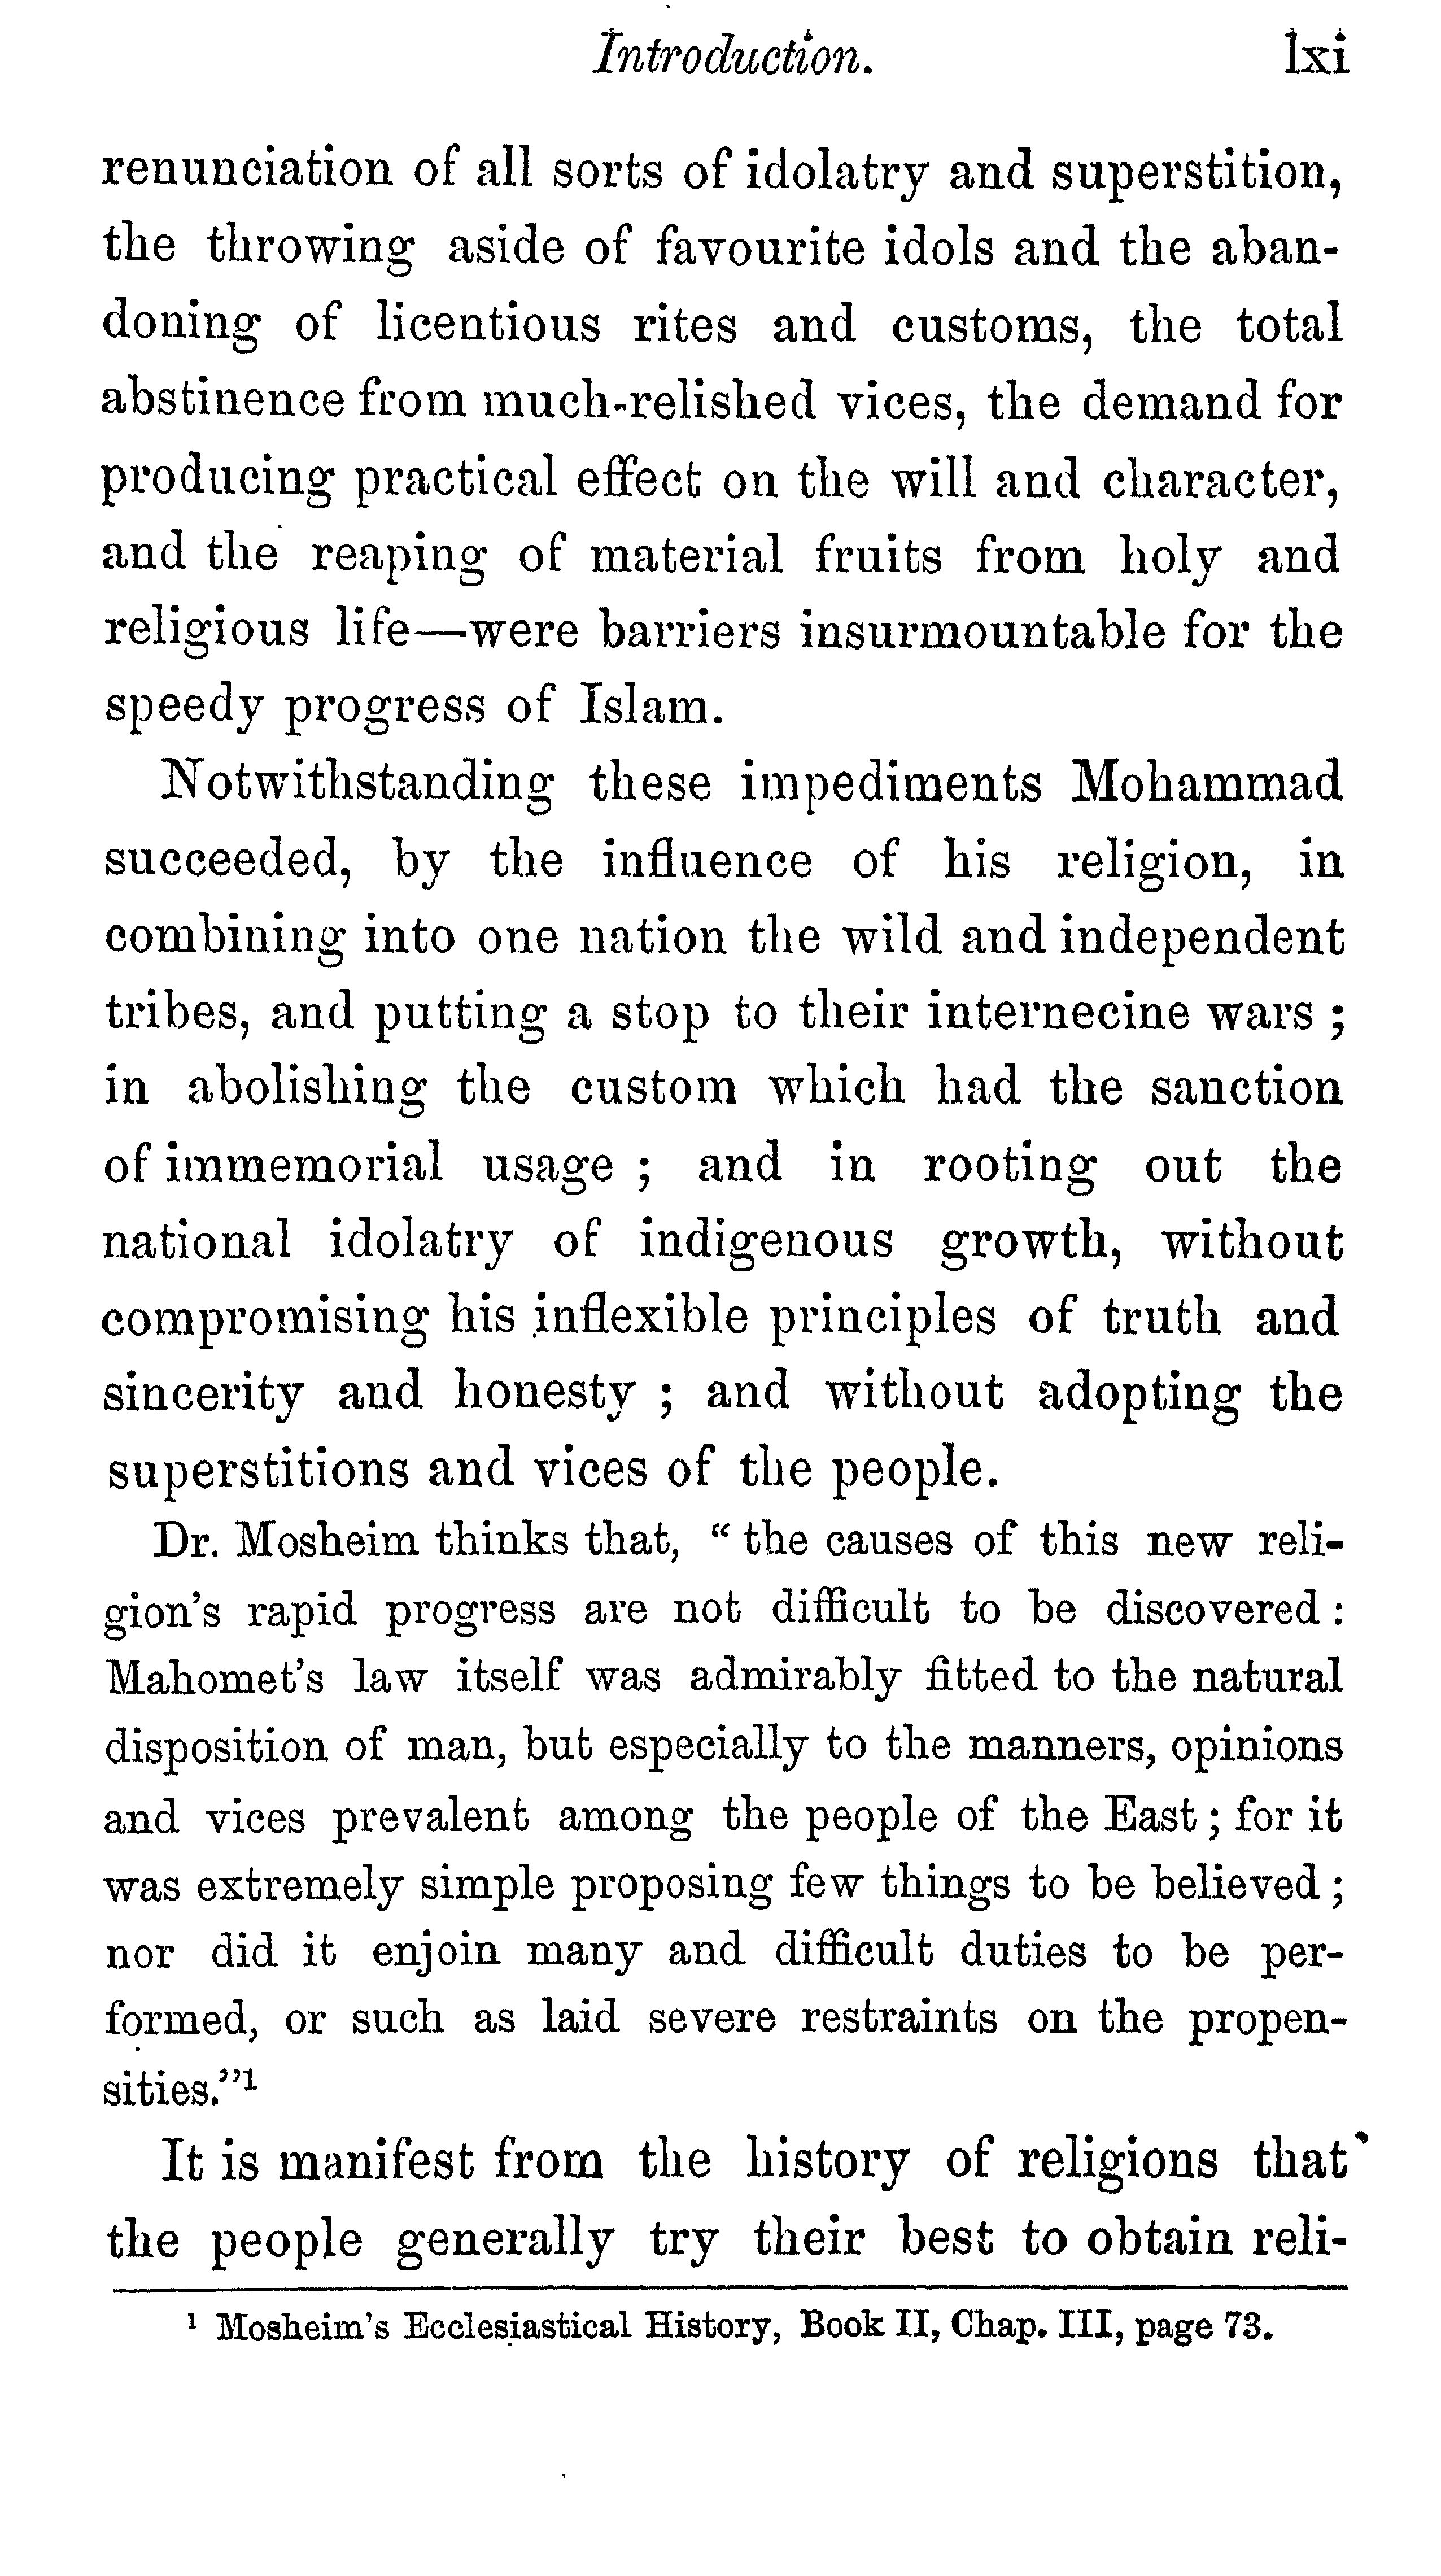 Introduction. lxi
renunciation of all sorts of idolatry and superstition,
the throwing aside of favourite idols and the aban-
doning of licentious rites and customs, the total
abstinence from much-relished vices, the demand for
producing practical effect on the will and character,
and the reaping of material fruits from holy and
religious life—were barriers insurmountable for the
speedy progress of Islam.
Notwithstanding these impediments Mohammad
succeeded, by the influence of his religion, in
combining into one nation the wild and independent
tribes, and putting a stop to their internecine wars ;
in abolishing the custom which had the sanction
of immemorial usage ; and in rooting out the
national idolatry of indigenous growth, without
compromising his inflexible principles of truth and
sincerity and honesty ; and without adopting the
superstitions and vices of the people.
Dr. Mosheim thinks that, “ the causes of this new reli-
gion’s rapid progress are not difficult to be discovered :
Mahomet’s law itself was admirably fitted to the natural
disposition of man, but especially to the manners, opinions
and vices prevalent among the people of the East ; for it
was extremely simple proposing few things to be believed ;
nor did it enjoin many and difficult duties to be per-
formed, or such as laid severe restraints on the propen-
sities.”¹
It is manifest from the history of religions that
the people generally try their best to obtain reli-
¹ Mosheim’s Ecclesiastical History, Book II, Chap. III, page 73.